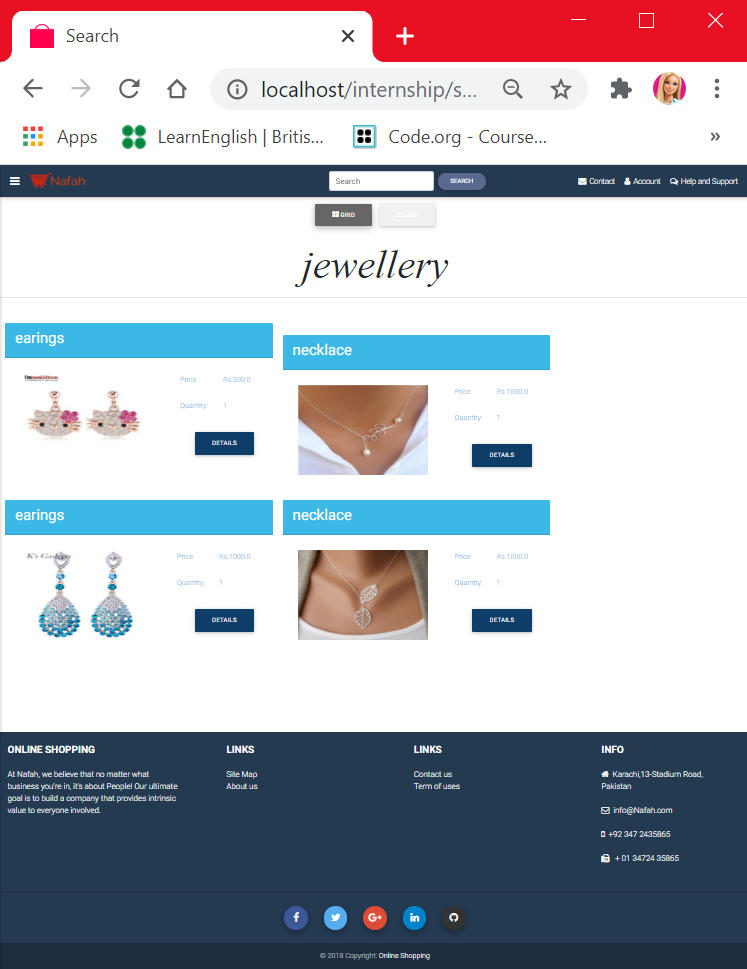 Search
localhost/internship/s...
Apps
LearnEnglish | Britis...
Code.org - Course...
»
Nafah
Search
SEARCH
Contact
Account
Help and Support
GRID
jewellery
earings
Price
Rs.500.0
Quantity:
1
DETAILS
necklace
Price
Rs.1000.0
Quantity:
1
DETAILS
earings
Price
Rs.1000.0
Quantity:
1
DETAILS
necklace
Price
Rs.1000.0
Quantity:
1
DETAILS
ONLINE SHOPPING
At Nafah, we believe that no matter what
business you're in, it's about People! Our ultimate
goal is to build a company that provides intrinsic
value to everyone involved.
LINKS
Site Map
About us
LINKS
Contact us
Term of uses
INFO
Karachi,13-Stadium Road,
Pakistan
info@Nafah.com
+92 347 2435865
+ 01 34724 35865
© 2018 Copyright: Online Shopping